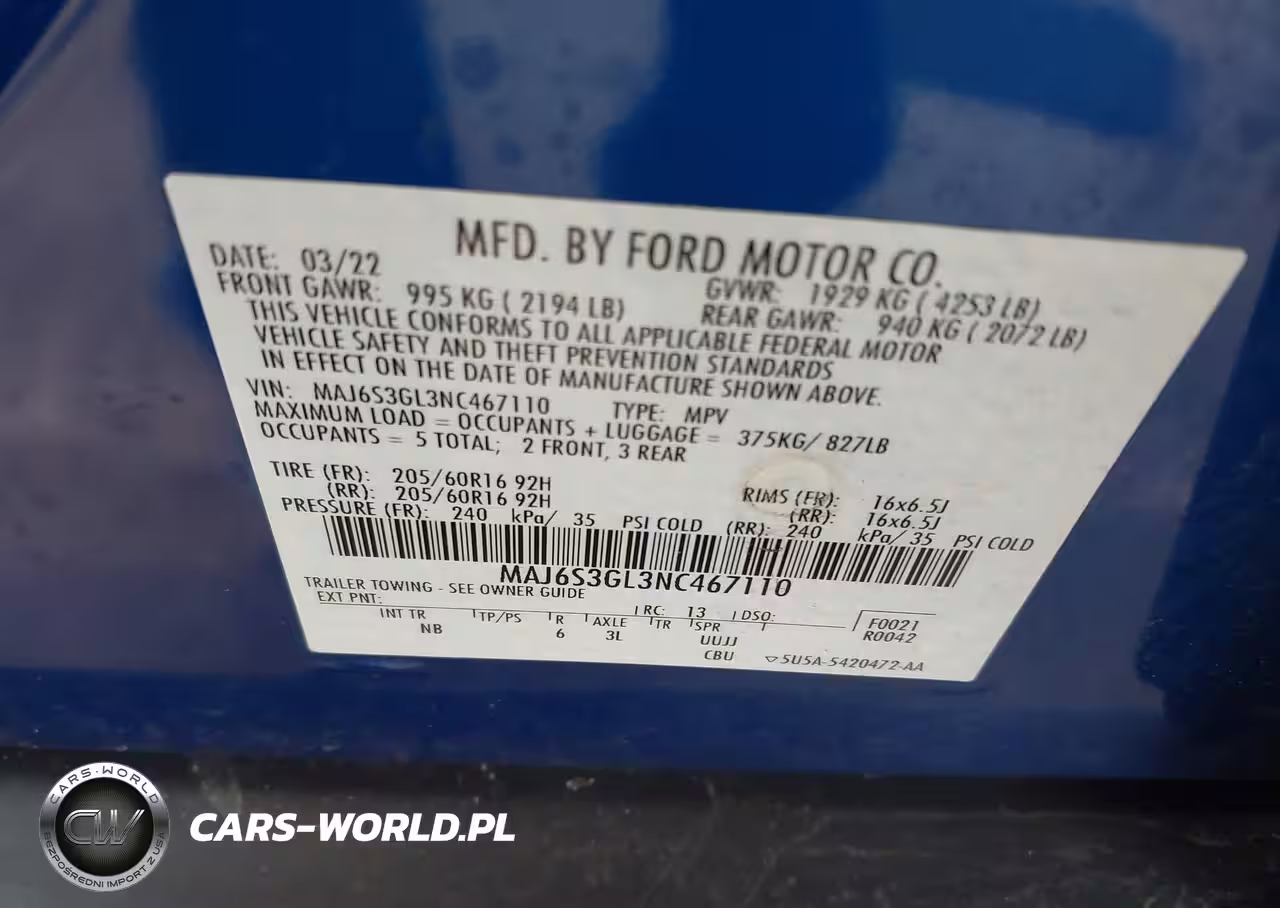 MFD. BY FORD MOTOR CO.
DATE: 03/22 GVWR: 1929 KG ( 4253 LB)
FRONT GAWR: 995 KG ( 2194 LB) REAR GAWR: 940 KG ( 2072 LB)
THIS VEHICLE CONFORMS TO ALL APPLICABLE FEDERAL MOTOR
VEHICLE SAFETY AND THEFT PREVENTION STANDARDS
IN EFFECT ON THE DATE OF MANUFACTURE SHOWN ABOVE.
VIN: MAJ6S3GL3NC467110 TYPE: MPV
MAXIMUM LOAD = OCCUPANTS + LUGGAGE = 375KG/ 827LB
OCCUPANTS = 5 TOTAL; 2 FRONT, 3 REAR
TIRE (FR): 205/60R16 92H RIMS (FR): 16x6.5J
(RR): 205/60R16 92H (RR): 16x6.5J
PRESSURE (FR): 240 kPa/ 35 PSI COLD (RR): 240 kPa/ 35 PSI COLD
MAJ6S3GL3NC467110
TRAILER TOWING - SEE OWNER GUIDE
EXT PNT: RC: 13 DSO: F0021
INT TR TP/PS R AXLE TR SPR R0042
NB 6 3L UUJJ
CBU 5U5A-5420472-AA
CARS-WORLD
CW
BEZPOŚREDNI IMPORT Z USA
CARS-WORLD.PL